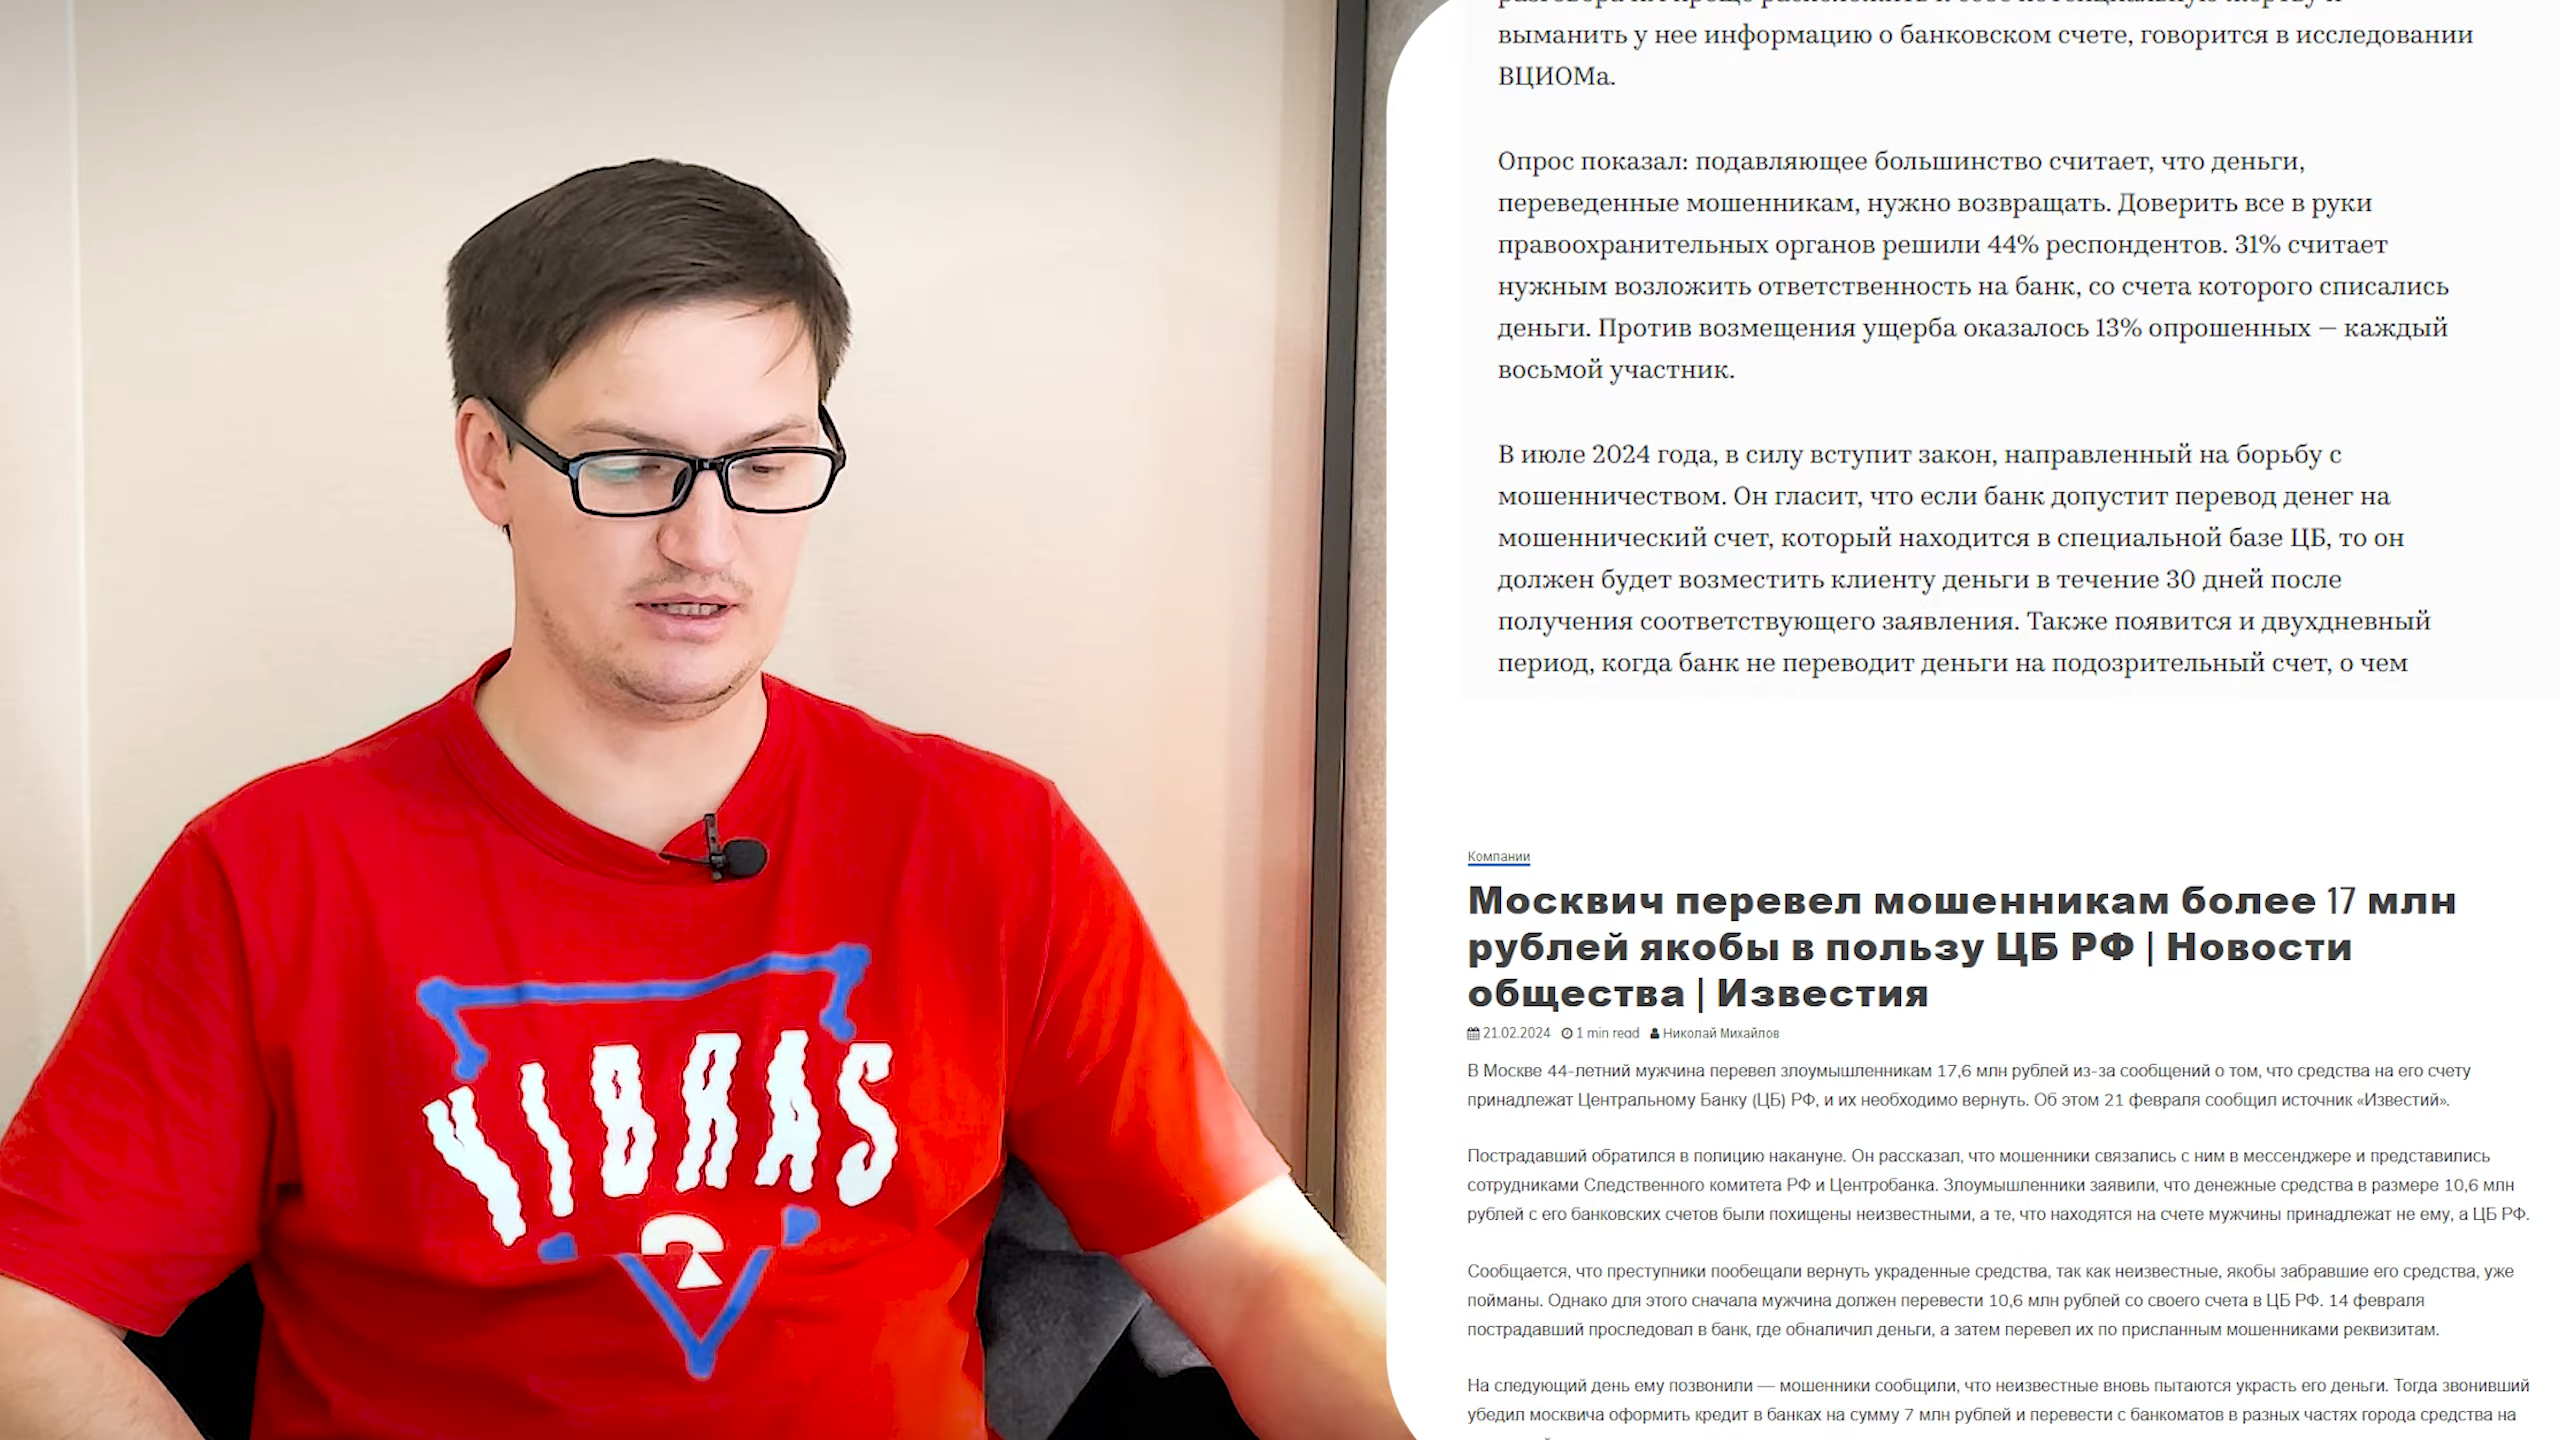 VIBRAS
выманить у нее информацию о банковском счете, говорится в исследовании
ВЦИОМа.
Опрос показал: подавляющее большинство считает, что деньги,
переведенные мошенникам, нужно возвращать. Доверить все в руки
правоохранительных органов решили 44% респондентов. 31% считает
нужным возложить ответственность на банк, со счета которого списались
деньги. Против возмещения ущерба оказалось 13% опрошенных — каждый
восьмой участник.
В июле 2024 года, в силу вступит закон, направленный на борьбу с
мошенничеством. Он гласит, что если банк допустит перевод денег на
мошеннический счет, который находится в специальной базе ЦБ, то он
должен будет возместить клиенту деньги в течение 30 дней после
получения соответствующего заявления. Также появится и двухдневный
период, когда банк не переводит деньги на подозрительный счет, о чем
Компании
Москвич перевел мошенникам более 17 млн
рублей якобы в пользу ЦБ РФ | Новости
общества | Известия
21.02.2024 1 min read Николай Михайлов
В Москве 44-летний мужчина перевел злоумышленникам 17,6 млн рублей из-за сообщений о том, что средства на его счету
принадлежат Центральному Банку (ЦБ) РФ, и их необходимо вернуть. Об этом 21 февраля сообщил источник «Известий».
Пострадавший обратился в полицию накануне. Он рассказал, что мошенники связались с ним в мессенджере и представились
сотрудниками Следственного комитета РФ и Центробанка. Злоумышленники заявили, что денежные средства в размере 10,6 млн
рублей с его банковских счетов были похищены неизвестными, а те, что находятся на счете мужчины принадлежат не ему, а ЦБ РФ.
Сообщается, что преступники пообещали вернуть украденные средства, так как неизвестные, якобы забравшие его средства, уже
пойманы. Однако для этого сначала мужчина должен перевести 10,6 млн рублей со своего счета в ЦБ РФ. 14 февраля
пострадавший проследовал в банк, где обналичил деньги, а затем перевел их по присланным мошенниками реквизитам.
На следующий день ему позвонили — мошенники сообщили, что неизвестные вновь пытаются украсть его деньги. Тогда звонивший
убедил москвича оформить кредит в банках на сумму 7 млн рублей и перевести с банкоматов в разных частях города средства на